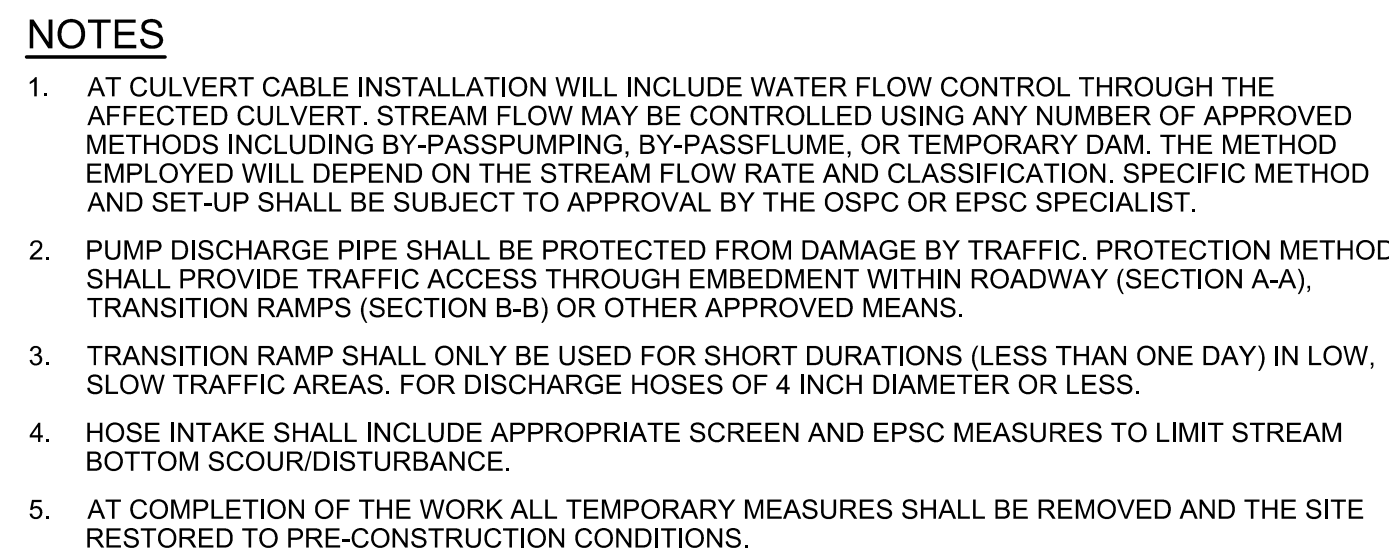 NOTES
1. AT CULVERT CABLE INSTALLATION WILL INCLUDE WATER FLOW CONTROL THROUGH THE
AFFECTED CULVERT. STREAM FLOW MAY BE CONTROLLED USING ANY NUMBER OF APPROVED
METHODS INCLUDING BY-PASSPUMPING, BY-PASSFLUME, OR TEMPORARY DAM. THE METHOD
EMPLOYED WILL DEPEND ON THE STREAM FLOW RATE AND CLASSIFICATION. SPECIFIC METHOD
AND SET-UP SHALL BE SUBJECT TO APPROVAL BY THE OSPC OR EPSC SPECIALIST.
2. PUMP DISCHARGE PIPE SHALL BE PROTECTED FROM DAMAGE BY TRAFFIC. PROTECTION METHOD
SHALL PROVIDE TRAFFIC ACCESS THROUGH EMBEDMENT WITHIN ROADWAY (SECTION A-A),
TRANSITION RAMPS (SECTION B-B) OR OTHER APPROVED MEANS.
3. TRANSITION RAMP SHALL ONLY BE USED FOR SHORT DURATIONS (LESS THAN ONE DAY) IN LOW,
SLOW TRAFFIC AREAS. FOR DISCHARGE HOSES OF 4 INCH DIAMETER OR LESS.
4. HOSE INTAKE SHALL INCLUDE APPROPRIATE SCREEN AND EPSC MEASURES TO LIMIT STREAM
BOTTOM SCOUR/DISTURBANCE.
5. AT COMPLETION OF THE WORK ALL TEMPORARY MEASURES SHALL BE REMOVED AND THE SITE
RESTORED TO PRE-CONSTRUCTION CONDITIONS.